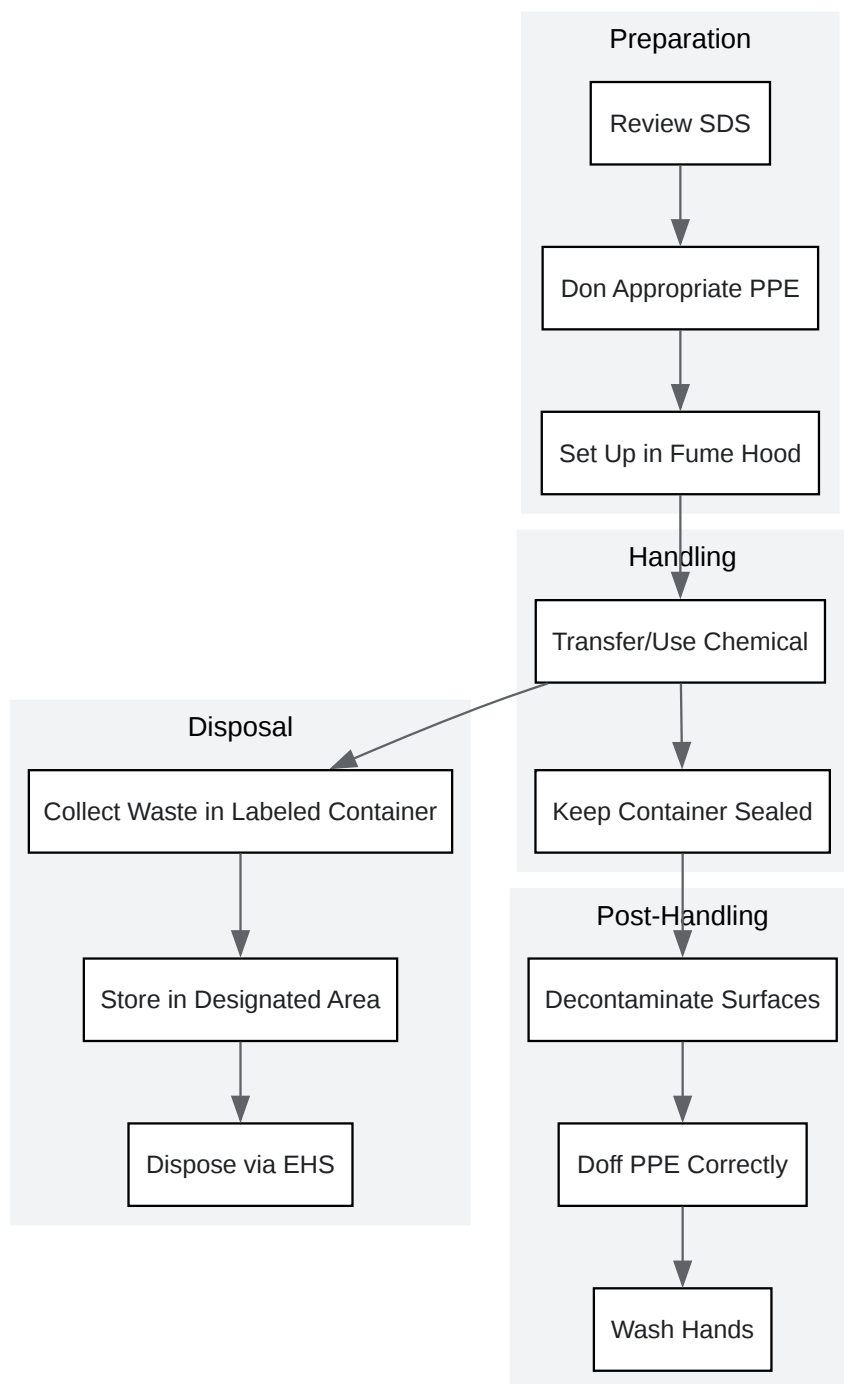 Preparation
Review SDS
Don Appropriate PPE
Set Up in Fume Hood
Handling
Transfer/Use Chemical
Disposal
Collect Waste in Labeled Container
Keep Container Sealed
Post-Handling
Store in Designated Area
Decontaminate Surfaces
Dispose via EHS
Doff PPE Correctly
Wash Hands